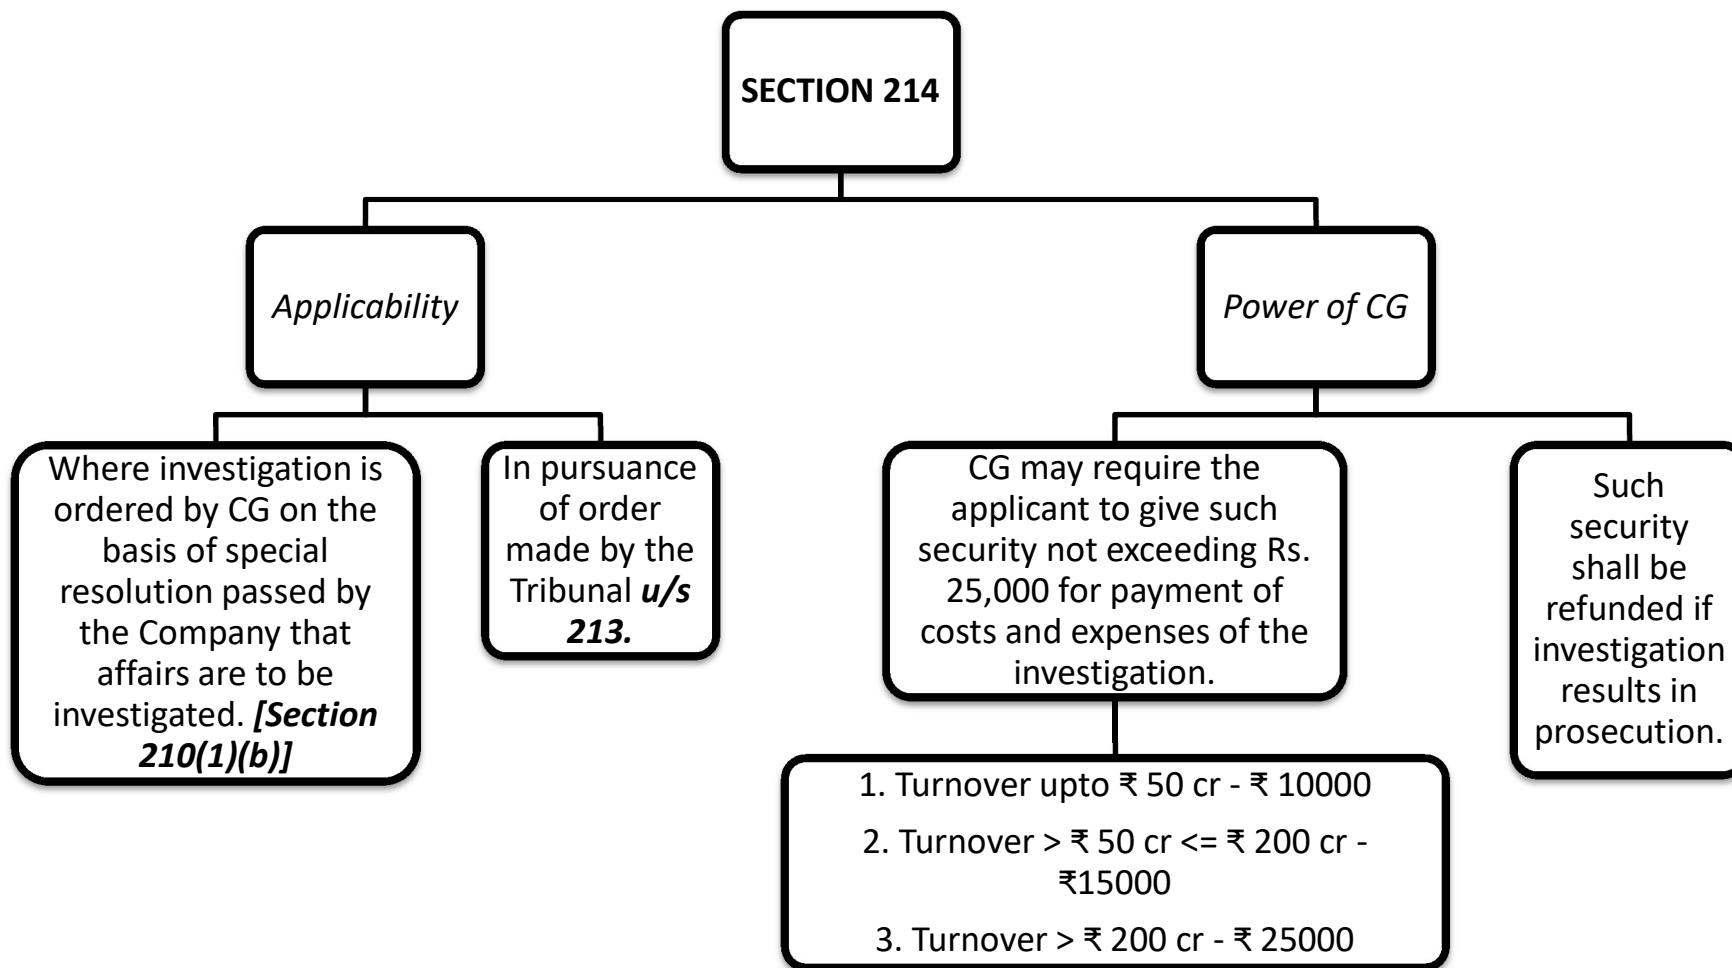 SECTION 214
Applicability
Power of CG
Where investigation is
ordered by CG on the
basis of special
resolution passed by
the Company that
affairs are to be
investigated. [Section
210(1)(b)]
In pursuance
of order
made by the
Tribunal u/s
213.
CG may require the
applicant to give such
security not exceeding Rs.
25,000 for payment of
costs and expenses of the
investigation.
1. Turnover upto ₹ 50 cr - ₹ 10000
2. Turnover > ₹ 50 cr <= ₹ 200 cr -
₹15000
3. Turnover > ₹ 200 cr - ₹ 25000
Such
security
shall be
refunded if
investigation
results in
prosecution.